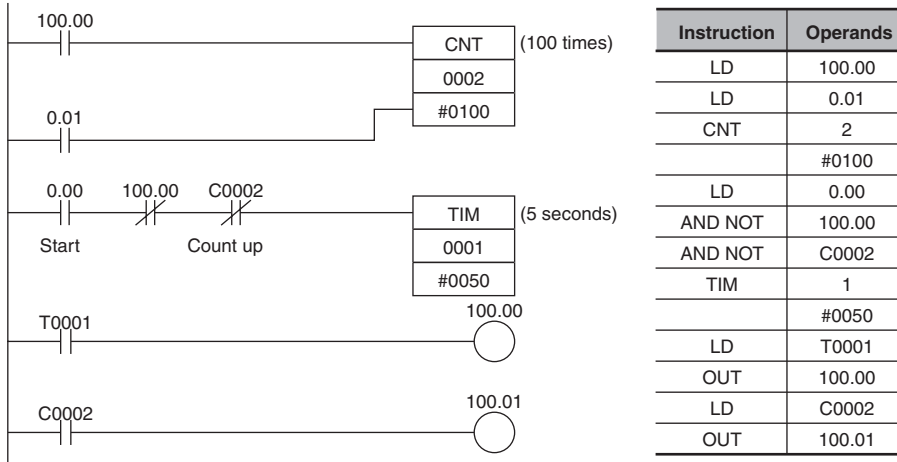 100.00
CNT (100 times)
0002
0.01
#0100
0.00 100.00 C0002
TIM (5 seconds)
Start Count up
0001
#0050
T0001
100.00
C0002
100.01
Instruction Operands
LD 100.00
LD 0.01
CNT 2
#0100
LD 0.00
AND NOT 100.00
AND NOT C0002
TIM 1
#0050
LD T0001
OUT 100.00
LD C0002
OUT 100.01